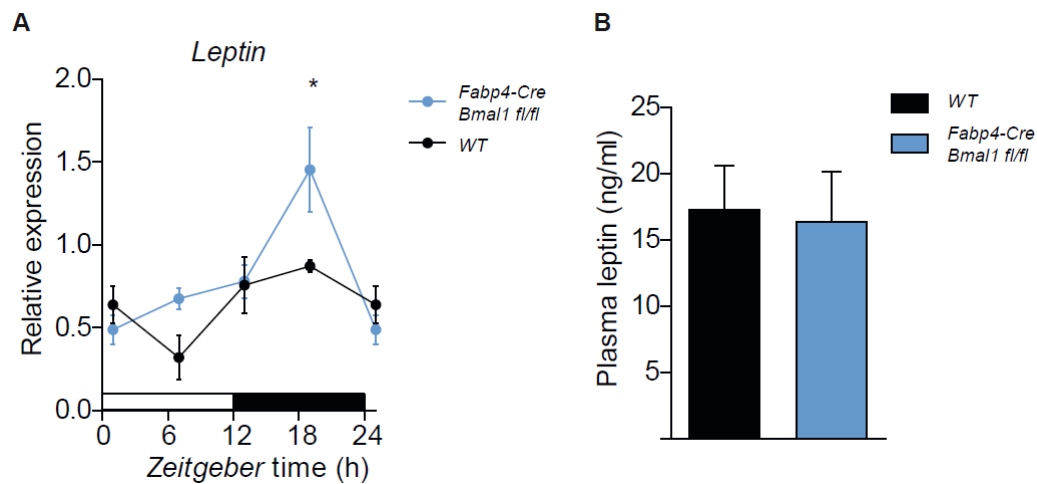 A
Leptin
Relative expression
2.0
1.5
1.0
0.5
0.0
*
0 6 12 18 24
Zeitgeber time (h)
Fabp4-Cre
Bmal1 fl/fl
WT
B
Plasma leptin (ng/ml)
25
20
15
10
5
WT
Fabp4-Cre
Bmal1 fl/fl